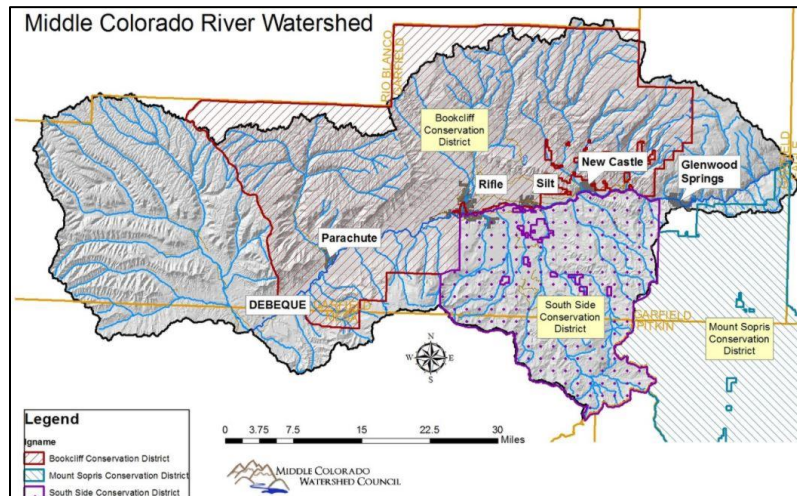 Middle Colorado River Watershed
RIO BLANCO
GARFIELD
Bookcliff
Conservation
District
New Castle
Glenwood
Springs
Rifle
Silt
Parachute
DEBEQUE
South Side
Conservation
District
GARFIELD
PITKIN
Mount Sopris
Conservation
District
N
W
E
S
Legend
lgname
Bookcliff Conservation District
Mount Sopris Conservation District
South Side Conservation District
0 3.75 7.5 15 22.5 30
Miles
MIDDLE COLORADO
WATERSHED COUNCIL